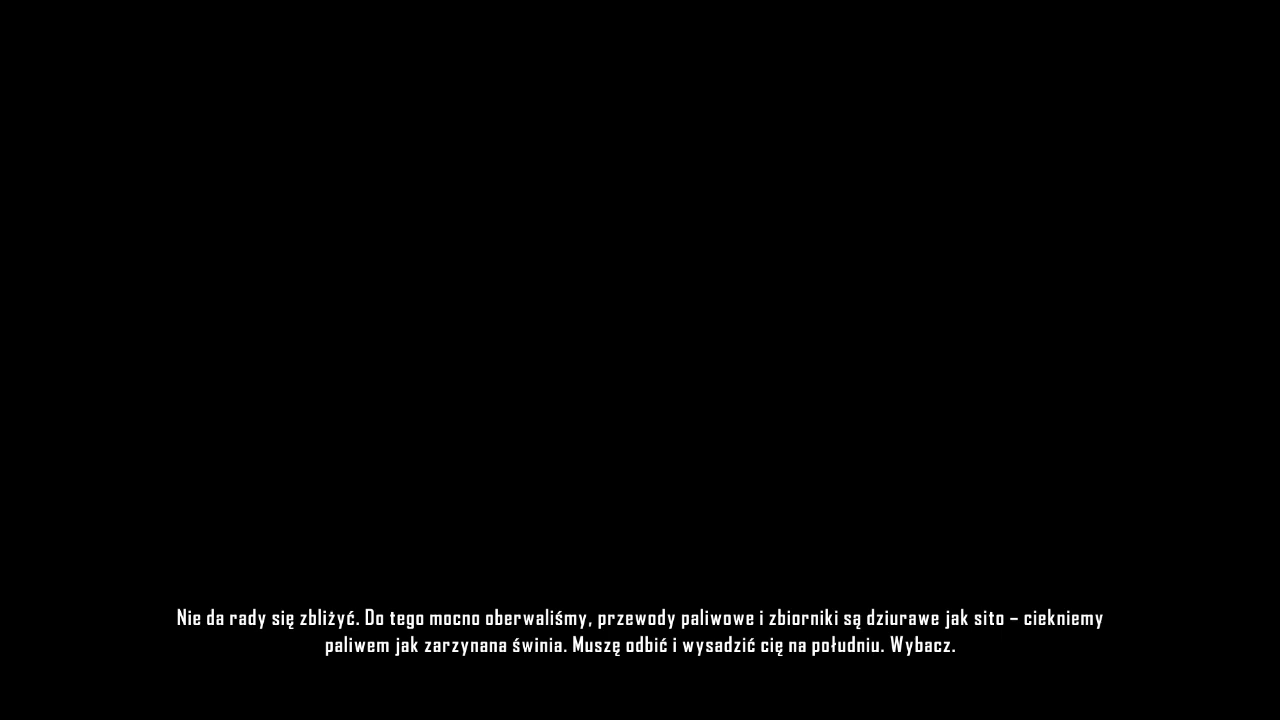 Nie da rady się zbliżyć. Do tego mocno oberwaliśmy, przewody paliwowe i zbiorniki są dziurawe jak sito – ciekniemy
paliwem jak zarzynana świnia. Muszę odbić i wysadzić cię na południu. Wybacz.